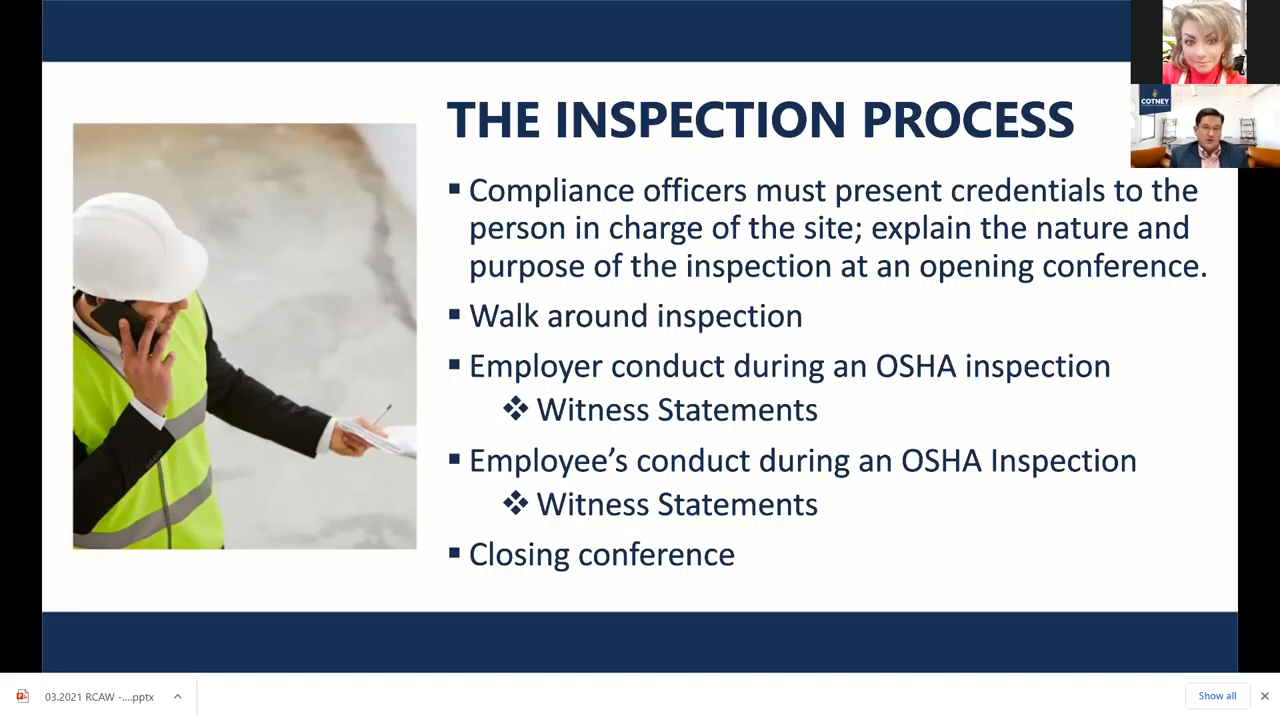 COTNEY
THE INSPECTION PROCESS
▪ Compliance officers must present credentials to the
person in charge of the site; explain the nature and
purpose of the inspection at an opening conference.
▪ Walk around inspection
▪ Employer conduct during an OSHA inspection
❖ Witness Statements
▪ Employee’s conduct during an OSHA Inspection
❖ Witness Statements
▪ Closing conference
03.2021 RCAW -....pptx
Show all